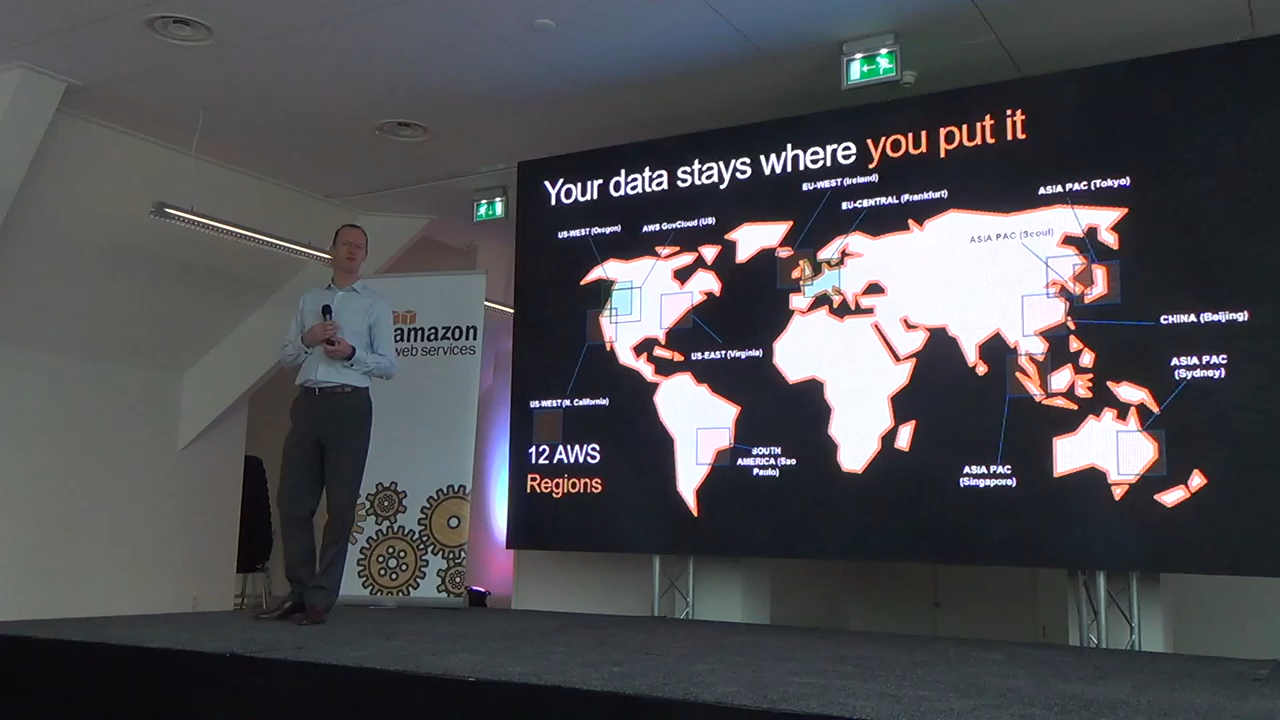 Your data stays where you put it
EU-WEST (Ireland)
EU-CENTRAL (Frankfurt)
ASIA PAC (Tokyo)
US-WEST (Oregon)
AWS GovCloud (US)
ASIA PAC (Seoul)
CHINA (Beijing)
US-EAST (Virginia)
ASIA PAC
(Sydney)
US-WEST (N. California)
12 AWS
Regions
SOUTH
AMERICA (Sao
Paulo)
ASIA PAC
(Singapore)
amazon
web services